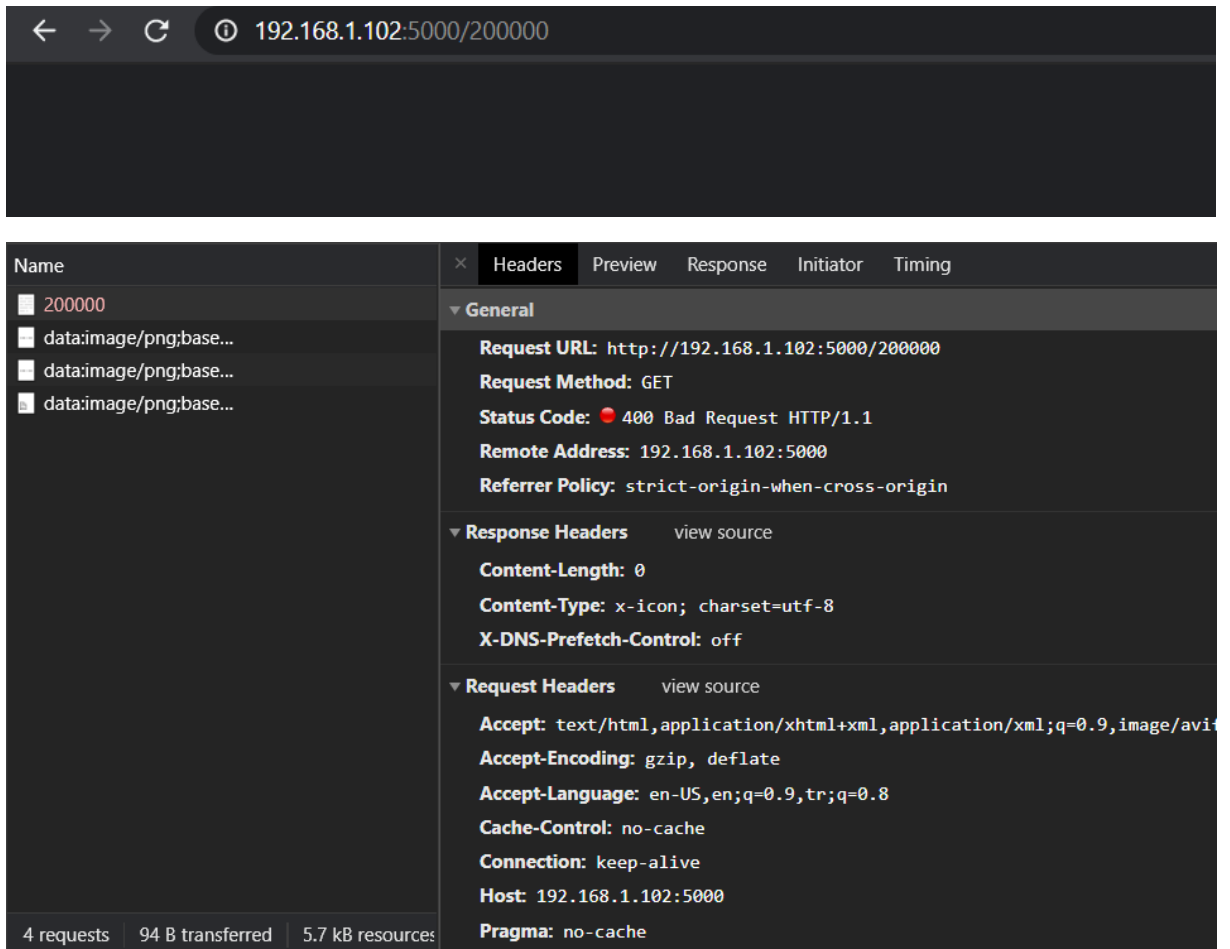 192.168.1.102:5000/200000
Name
200000
data:image/png;base...
data:image/png;base...
data:image/png;base...
4 requests 94 B transferred 5.7 kB resources
× Headers Preview Response Initiator Timing
General
Request URL: http://192.168.1.102:5000/200000
Request Method: GET
Status Code: 400 Bad Request HTTP/1.1
Remote Address: 192.168.1.102:5000
Referrer Policy: strict-origin-when-cross-origin
Response Headers view source
Content-Length: 0
Content-Type: x-icon; charset=utf-8
X-DNS-Prefetch-Control: off
Request Headers view source
Accept: text/html,application/xhtml+xml,application/xml;q=0.9,image/avif
Accept-Encoding: gzip, deflate
Accept-Language: en-US,en;q=0.9,tr;q=0.8
Cache-Control: no-cache
Connection: keep-alive
Host: 192.168.1.102:5000
Pragma: no-cache